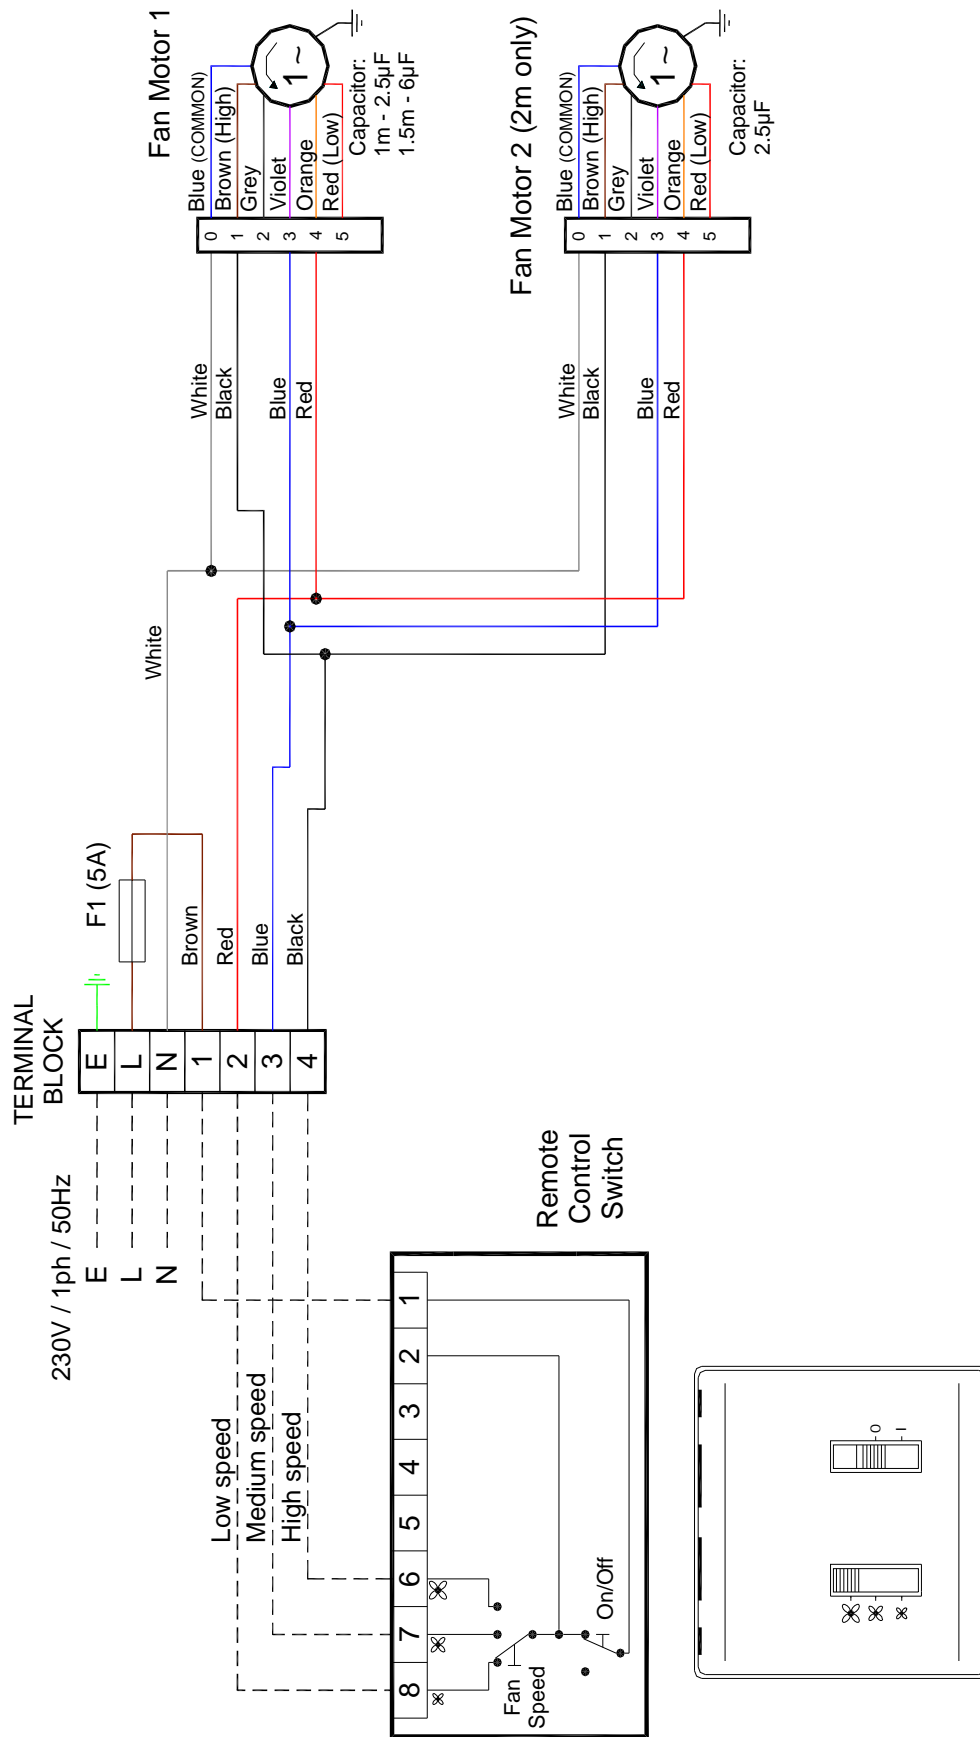 Fan Motor 1
Blue (COMMON)
Brown (High)
Grey
Violet
Orange
Red (Low)
Capacitor:
1m - 2.5µF
1.5m - 6µF
1~
0
1
2
3
4
5
White
Black
Blue
Red
Fan Motor 2 (2m only)
Blue (COMMON)
Brown (High)
Grey
Violet
Orange
Red (Low)
Capacitor:
2.5µF
1~
0
1
2
3
4
5
White
Black
Blue
Red
White
F1 (5A)
Brown
Red
Blue
Black
TERMINAL
BLOCK
E
L
N
1
2
3
4
230V / 1ph / 50Hz
E
L
N
Low speed
Medium speed
High speed
Remote
Control
Switch
1
2
3
4
5
6
7
8
Fan
Speed
On/Off
0
I